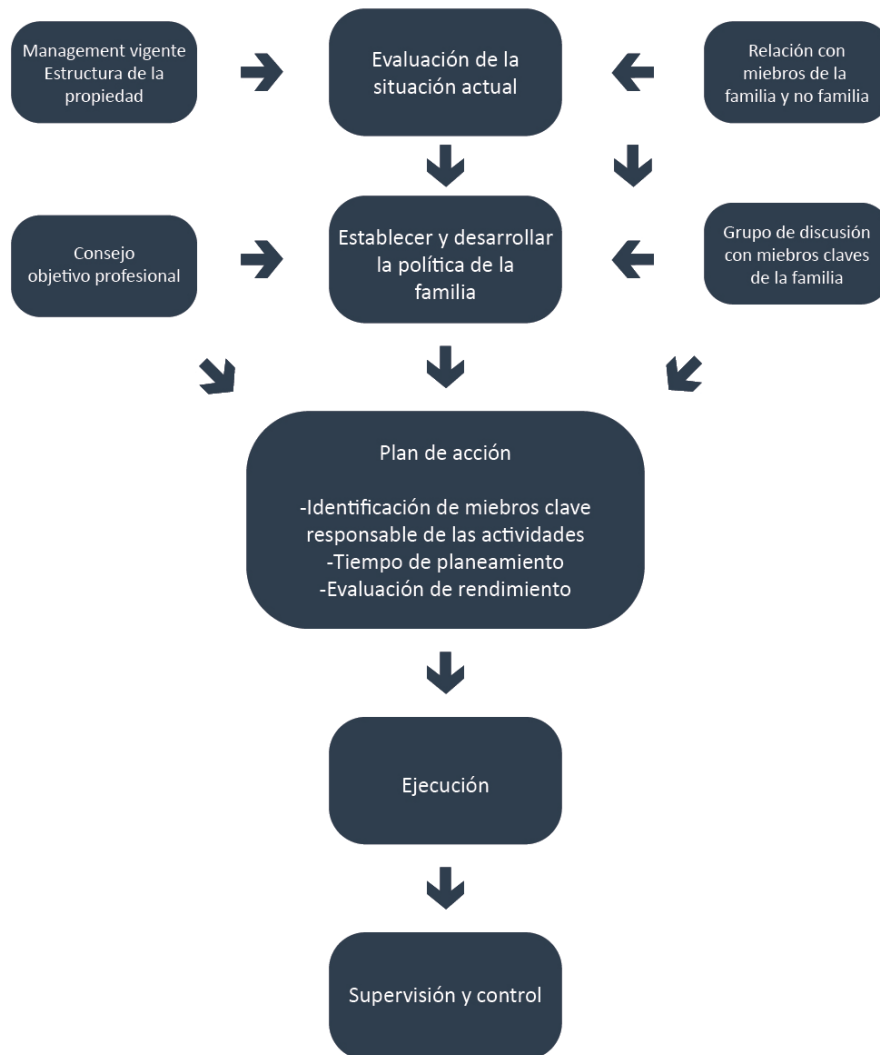 Management vigente
Estructura de la
propiedad
Evaluación de la
situación actual
Relación con
miebros de la
familia y no familia
Consejo
objetivo profesional
Establecer y desarrollar
la política de la
familia
Grupo de discusión
con miebros claves
de la familia
Plan de acción
-Identificación de miebros clave
responsable de las actividades
-Tiempo de planeamiento
-Evaluación de rendimiento
Ejecución
Supervisión y control